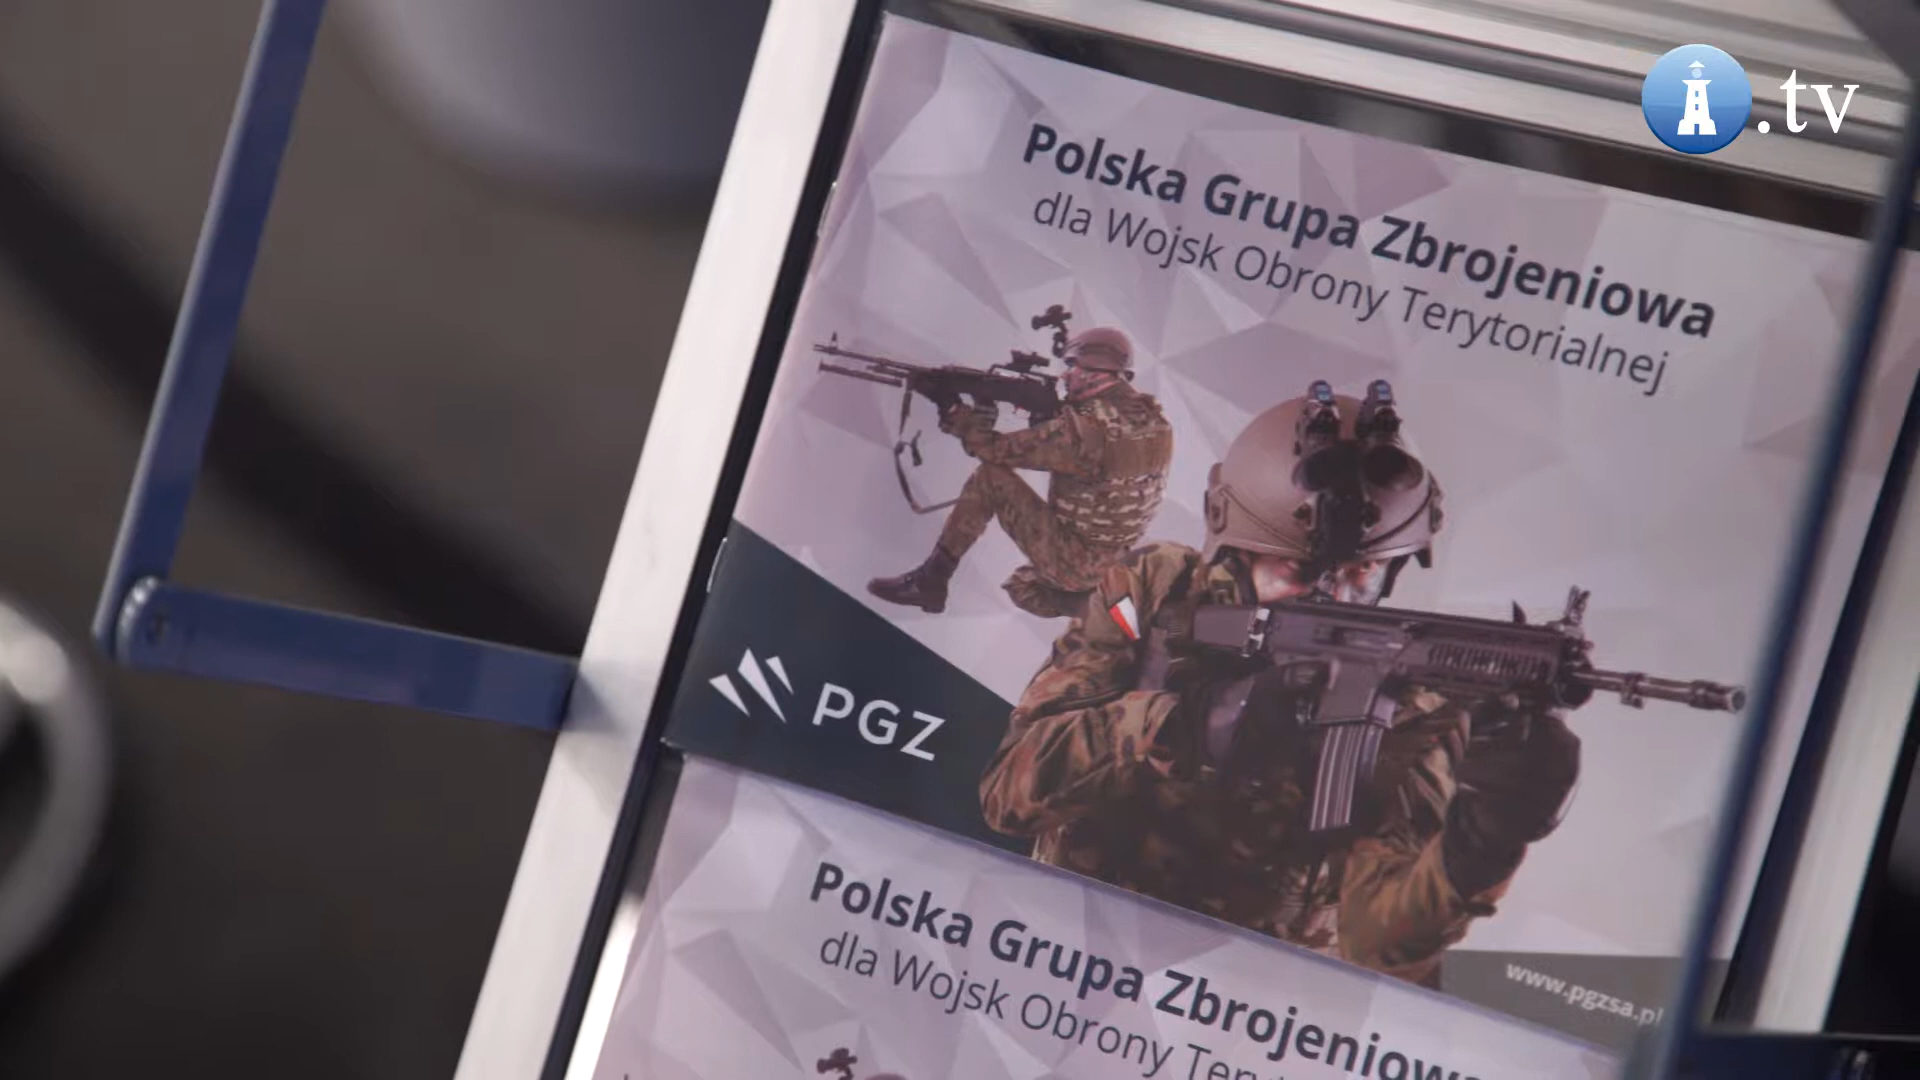 .tv
Polska Grupa Zbrojeniowa
dla Wojsk Obrony Terytorialnej
PGZ
www.pgzsa.pl
Polska Grupa Zbrojeniowa
dla Wojsk Obrony